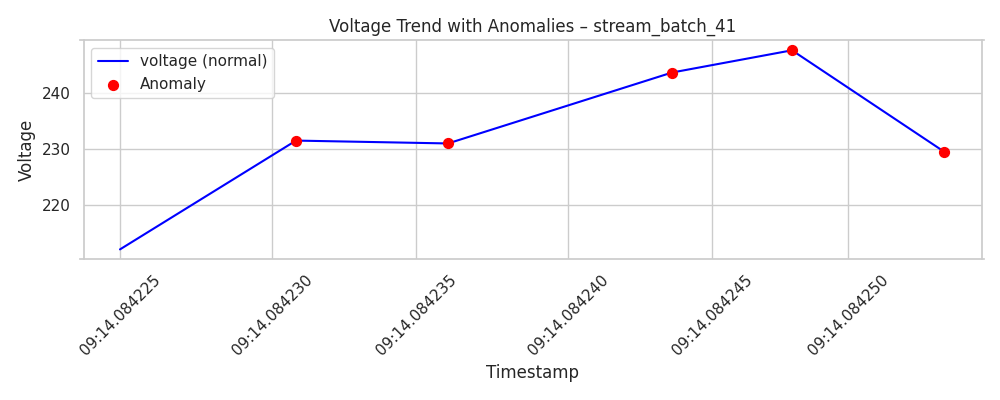 Voltage Trend with Anomalies – stream_batch_41
voltage (normal)
Anomaly
Voltage
240
230
220
09:14.084225
09:14.084230
09:14.084235
09:14.084240
09:14.084245
09:14.084250
Timestamp